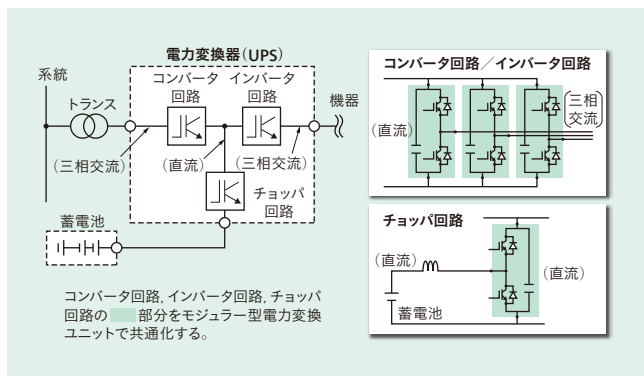 電力変換器(UPS)
系統
コンバータ
回路
インバータ
回路
機器
トランス
(三相交流)
(直流)
(三相交流)
チョッパ
回路
蓄電池
コンバータ回路, インバータ回路, チョッパ
回路の 部分をモジュラー型電力変換
ユニットで共通化する。
コンバータ回路／インバータ回路
(直流)
(三相
交流)
チョッパ回路
(直流)
(直流)
蓄電池